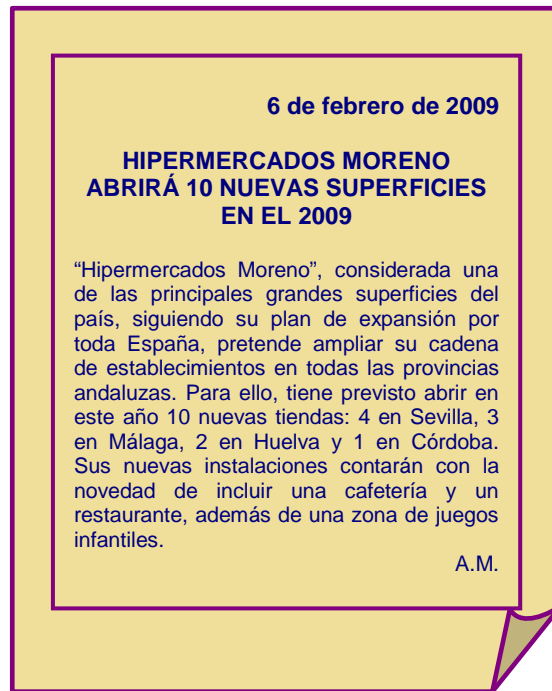 6 de febrero de 2009
HIPERMERCADOS MORENO
ABRIRÁ 10 NUEVAS SUPERFICIES
EN EL 2009
“Hipermercados Moreno”, considerada una
de las principales grandes superficies del
país, siguiendo su plan de expansión por
toda España, pretende ampliar su cadena
de establecimientos en todas las provincias
andaluzas. Para ello, tiene previsto abrir en
este año 10 nuevas tiendas: 4 en Sevilla, 3
en Málaga, 2 en Huelva y 1 en Córdoba.
Sus nuevas instalaciones contarán con la
novedad de incluir una cafetería y un
restaurante, además de una zona de juegos
infantiles.
A.M.